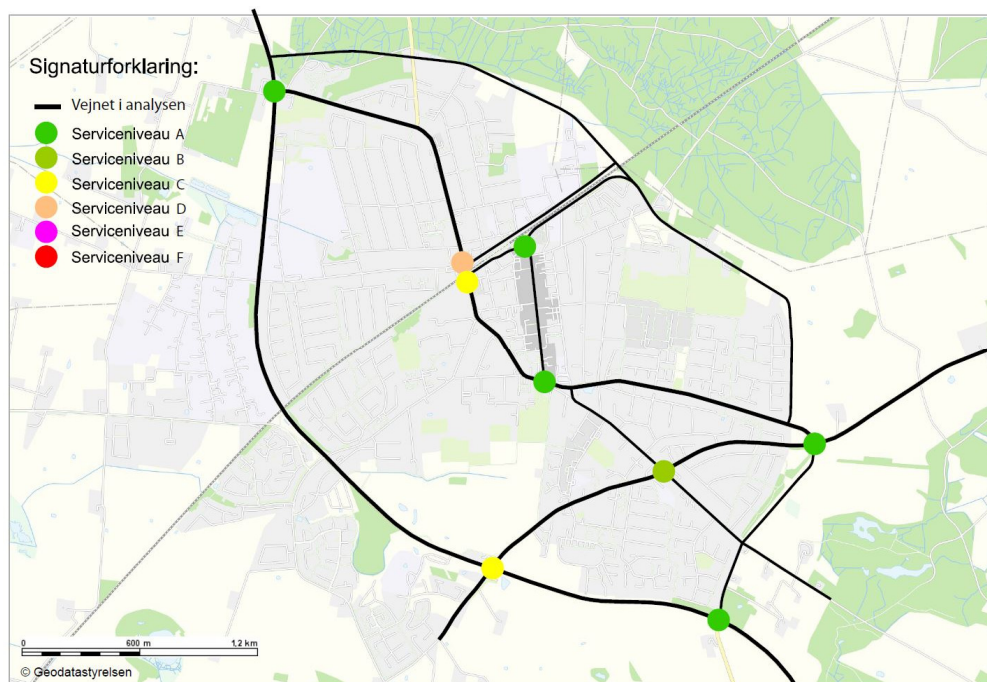 Signaturforklaring:
Vejnet i analysen
Serviceniveau A
Serviceniveau B
Serviceniveau C
Serviceniveau D
Serviceniveau E
Serviceniveau F
0 600 m 1,2 km
© Geodatastyrelsen